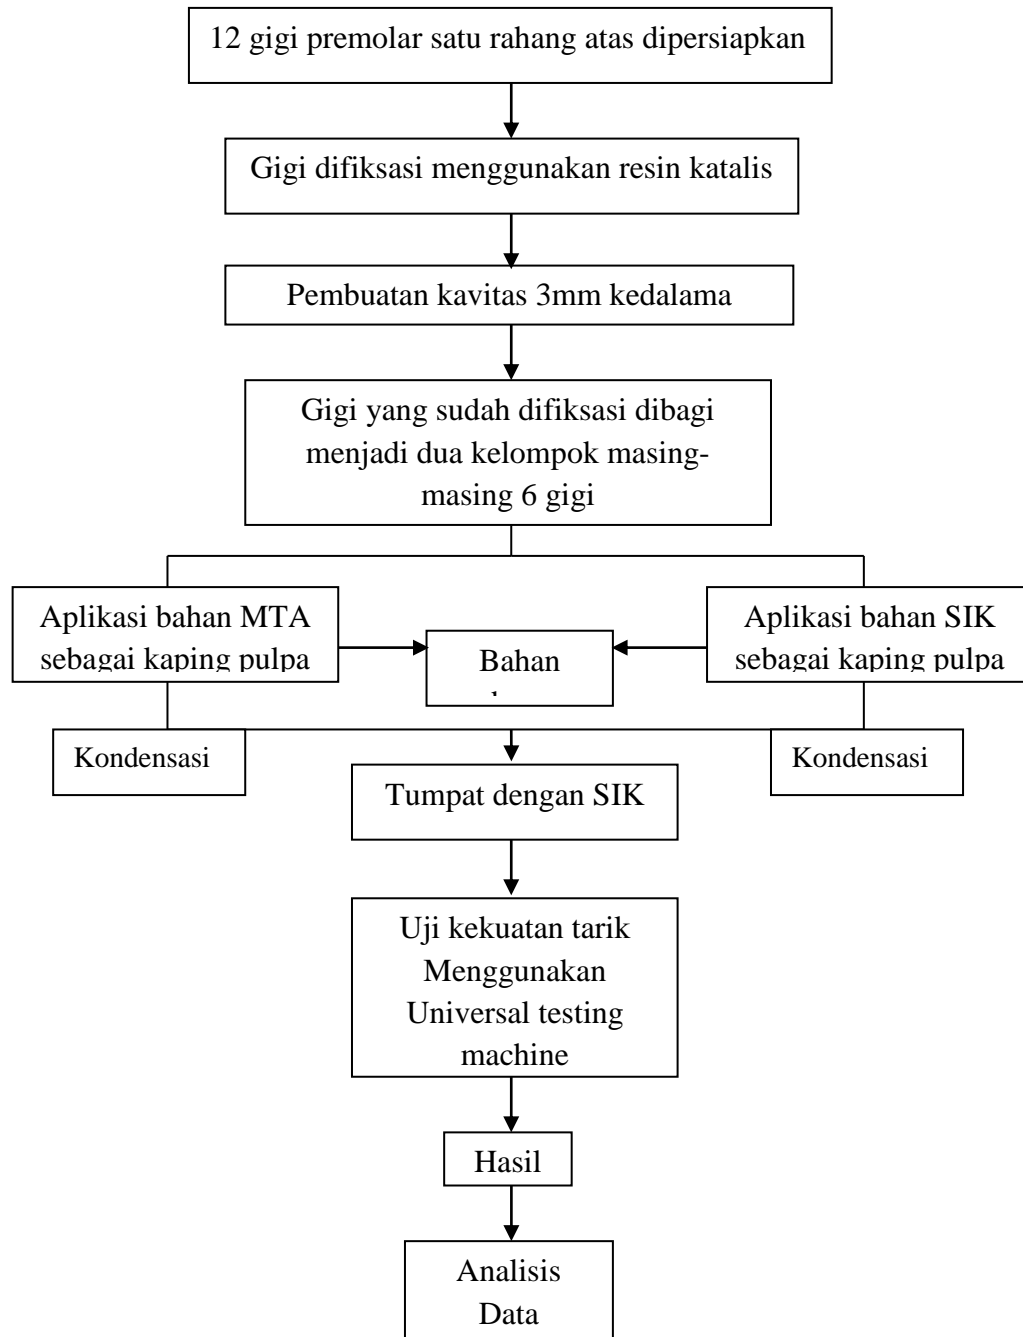 12 gigi premolar satu rahang atas dipersiapkan
Gigi difiksasi menggunakan resin katalis
Pembuatan kavitas 3mm kedalama
Gigi yang sudah difiksasi dibagi
menjadi dua kelompok masing-
masing 6 gigi
Aplikasi bahan MTA
sebagai kaping pulpa
Bahan
Aplikasi bahan SIK
sebagai kaping pulpa
Kondensasi
Kondensasi
Tumpat dengan SIK
Uji kekuatan tarik
Menggunakan
Universal testing
machine
Hasil
Analisis
Data